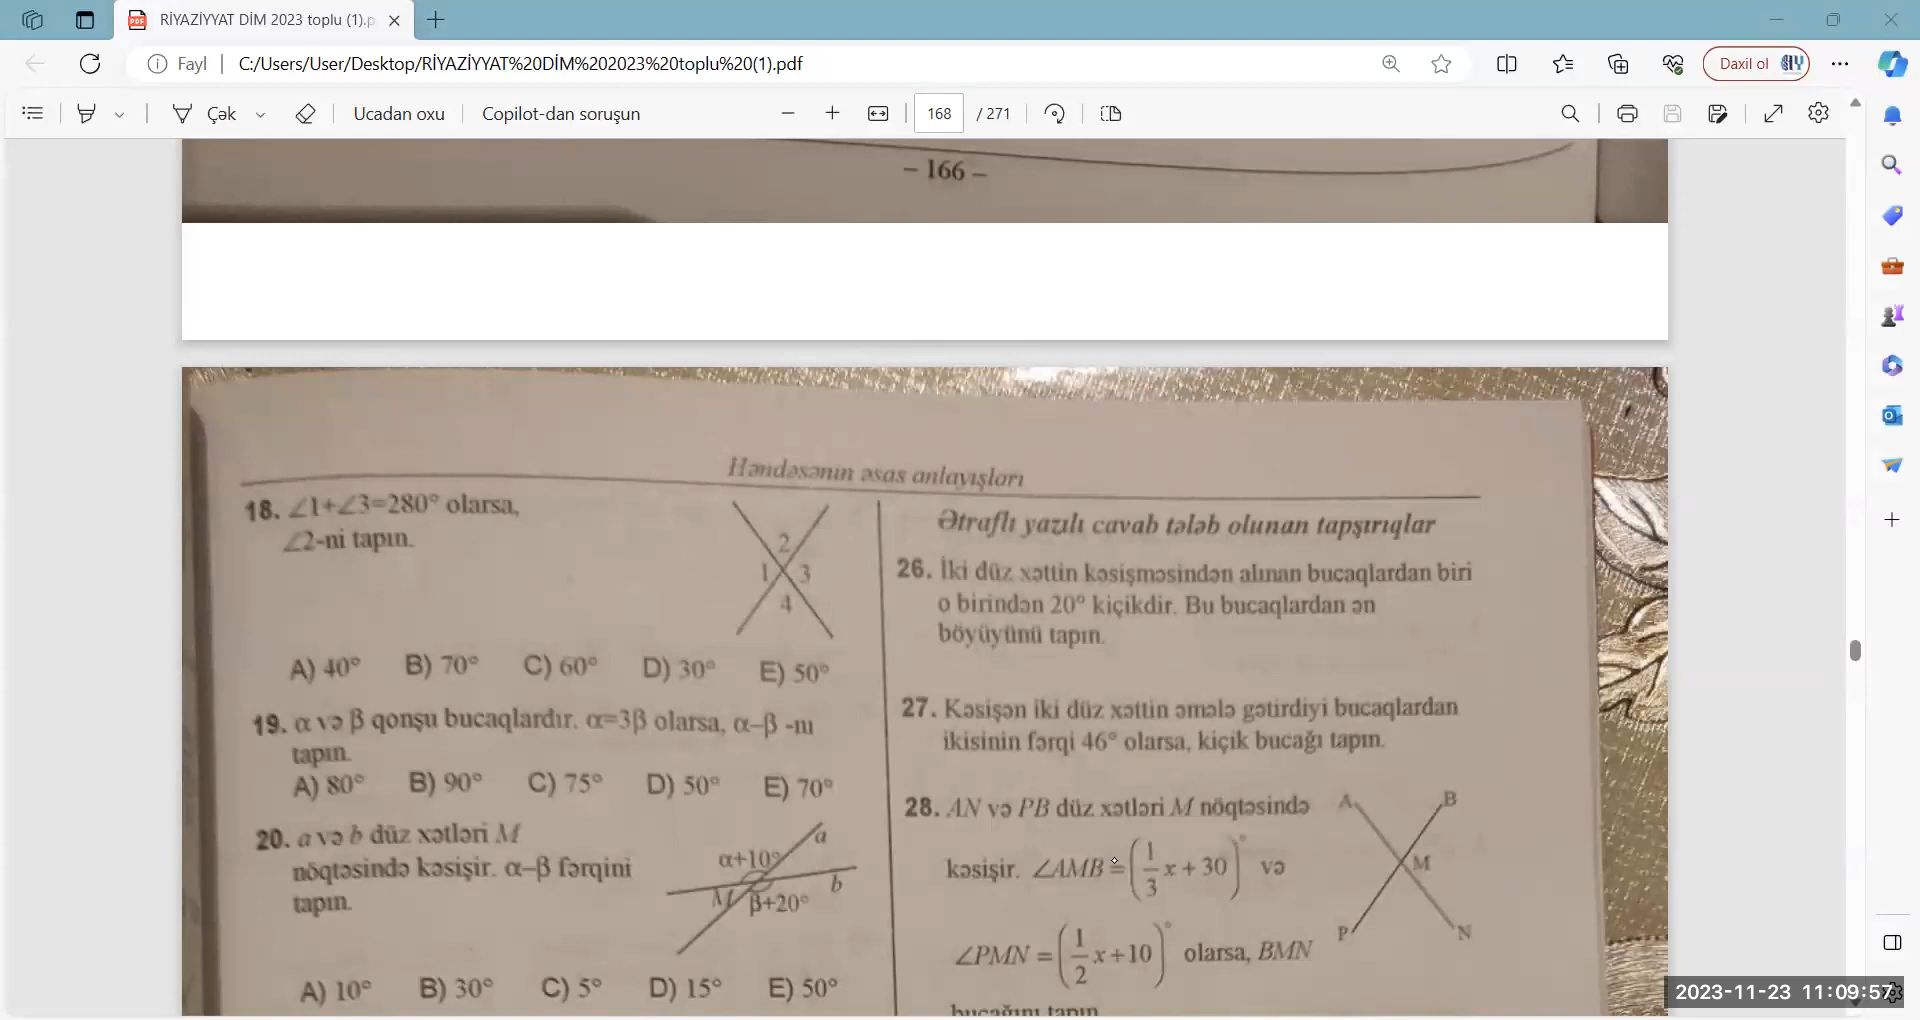 RİYAZİYYAT DİM 2023 toplu (1).p
Fayl
C:/Users/User/Desktop/RİYAZİYYAT%20DİM%202023%20toplu%20(1).pdf
Daxil ol
Çək
Ucadan oxu
Copilot-dan soruşun
168 / 271
– 166 –
Həndəsənin əsas anlayışları
18. ∠1+∠3=280° olarsa,
∠2-ni tapın.
2
1 3
4
A) 40° B) 70° C) 60° D) 30° E) 50°
19. α və β qonşu bucaqlardır. α=3β olarsa, α–β -nı
tapın.
A) 80° B) 90° C) 75° D) 50° E) 70°
20. a və b düz xətləri M
nöqtəsində kəsişir. α–β fərqini
tapın.
α+10° a
b
M β+20°
A) 10° B) 30° C) 5° D) 15° E) 50°
Ətraflı yazılı cavab tələb olunan tapşırıqlar
26. İki düz xəttin kəsişməsindən alınan bucaqlardan biri
o birindən 20° kiçikdir. Bu bucaqlardan ən
böyüyünü tapın.
27. Kəsişən iki düz xəttin əmələ gətirdiyi bucaqlardan
ikisinin fərqi 46° olarsa, kiçik bucağı tapın.
28. AN və PB düz xətləri M nöqtəsində
kəsişir. ∠AMB = (1/3 x + 30)° və
∠PMN = (1/2 x + 10)° olarsa, BMN
bucağını tapın.
A B
M
P N
2023-11-23 11:09:57